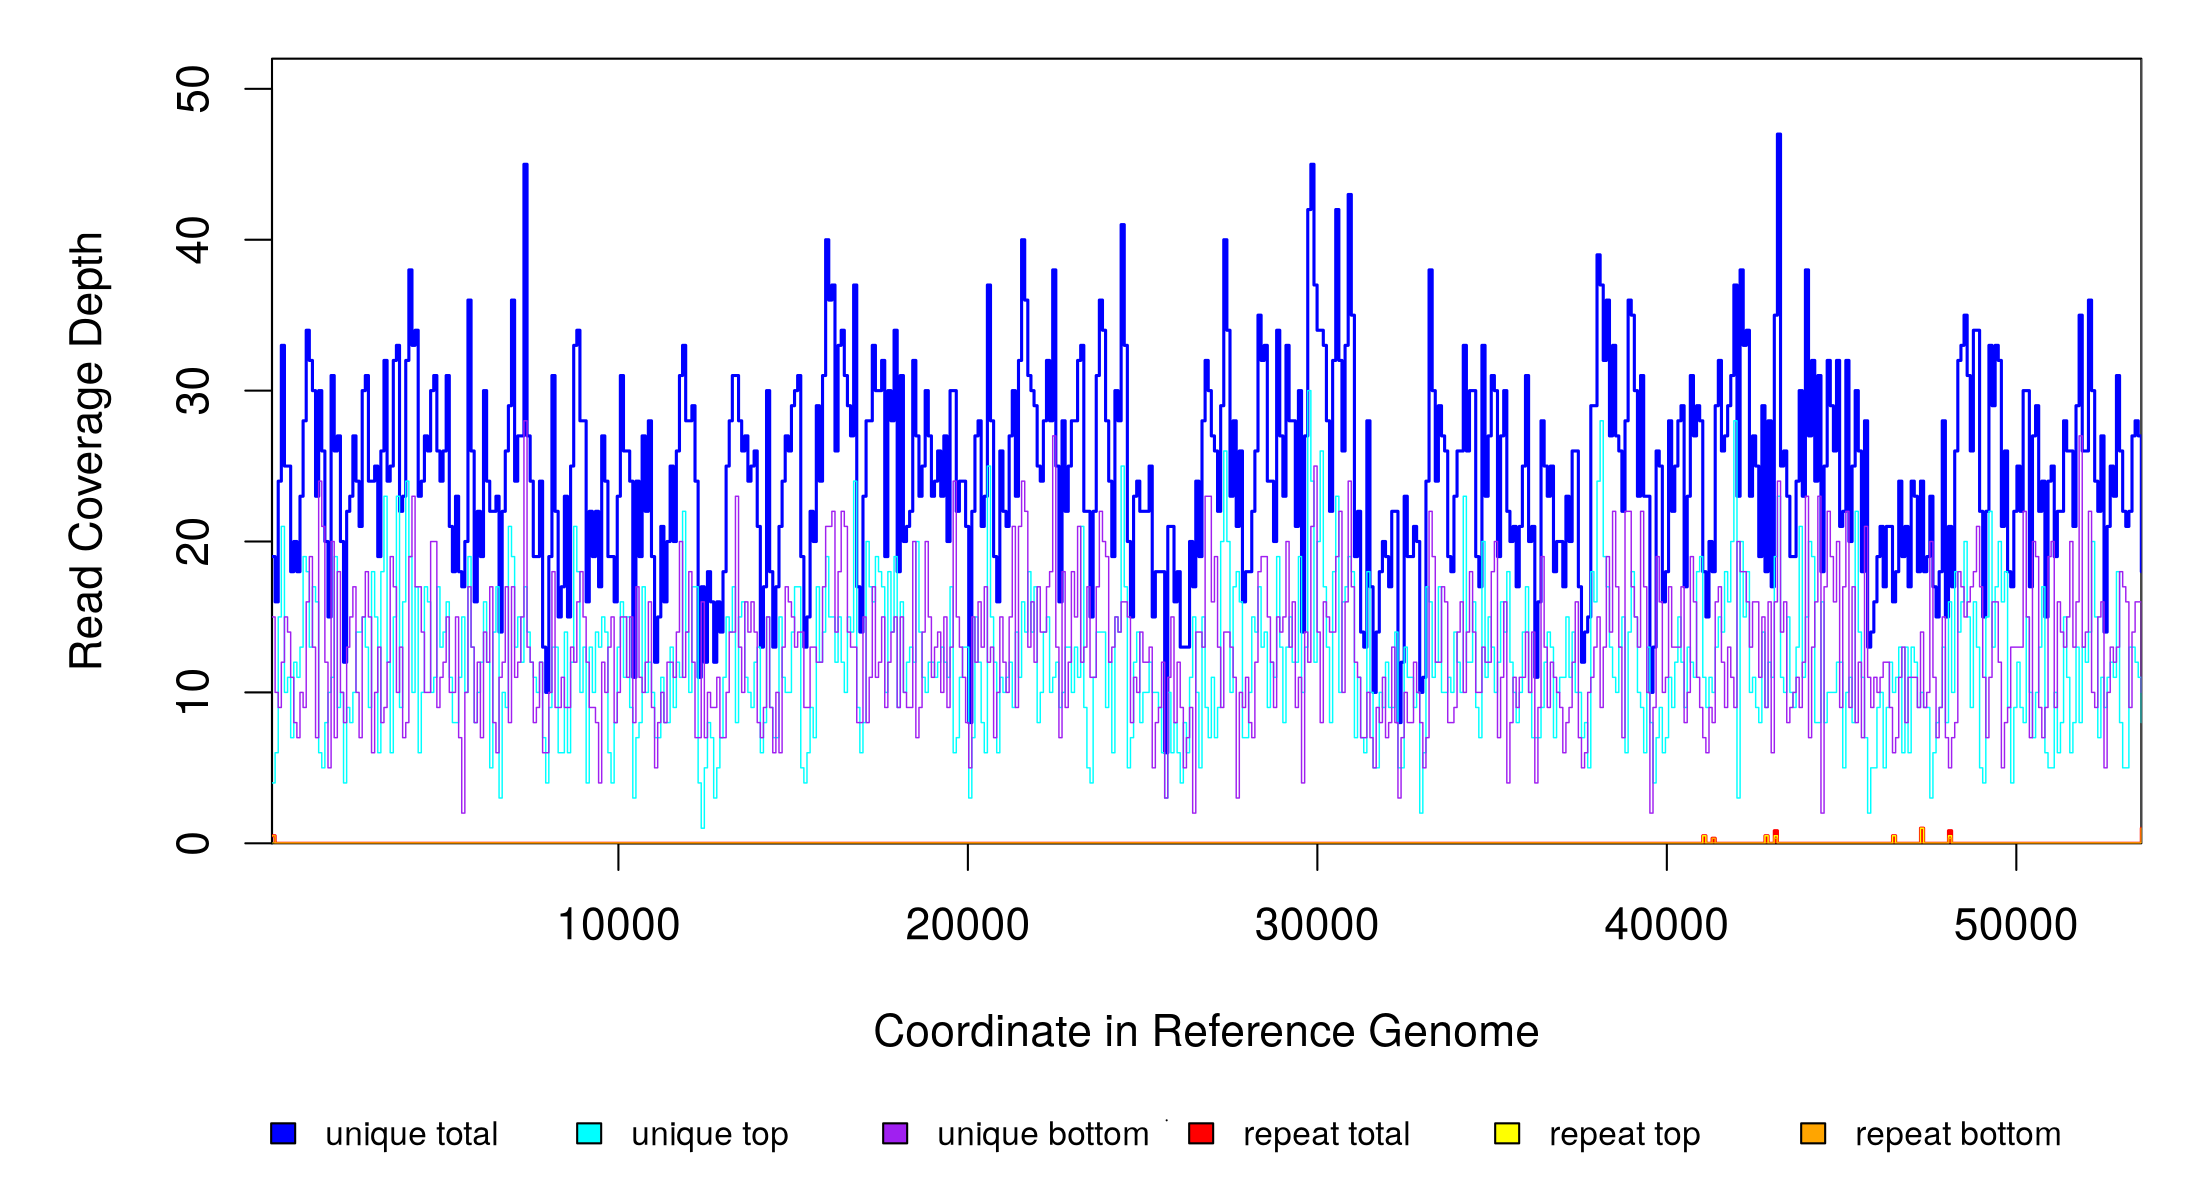 Read Coverage Depth
50
40
30
20
10
0
10000 20000 30000 40000 50000
Coordinate in Reference Genome
unique total unique top unique bottom repeat total repeat top repeat bottom